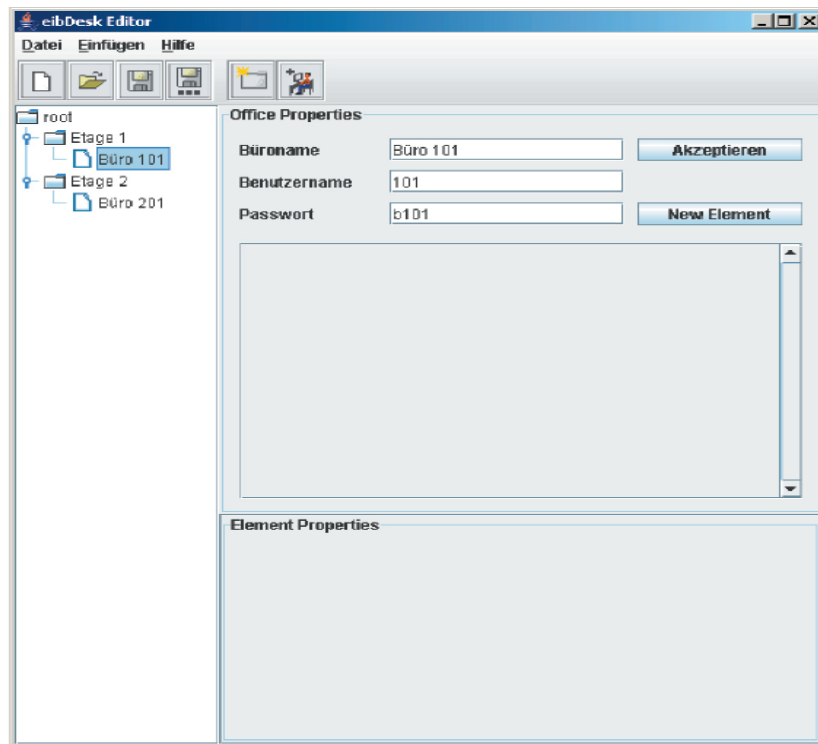 eibDesk Editor
Datei Einfügen Hilfe
root
Etage 1
Büro 101
Etage 2
Büro 201
Office Properties
Büroname Büro 101 Akzeptieren
Benutzername 101
Passwort b101 New Element
Element Properties